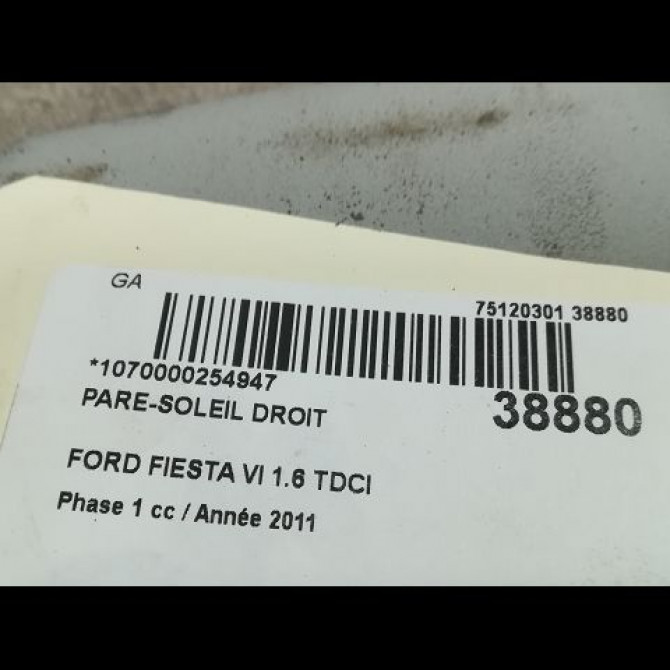 GA
75120301 38880
*1070000254947
38880
PARE-SOLEIL DROIT
FORD FIESTA VI 1.6 TDCI
Phase 1 cc / Année 2011